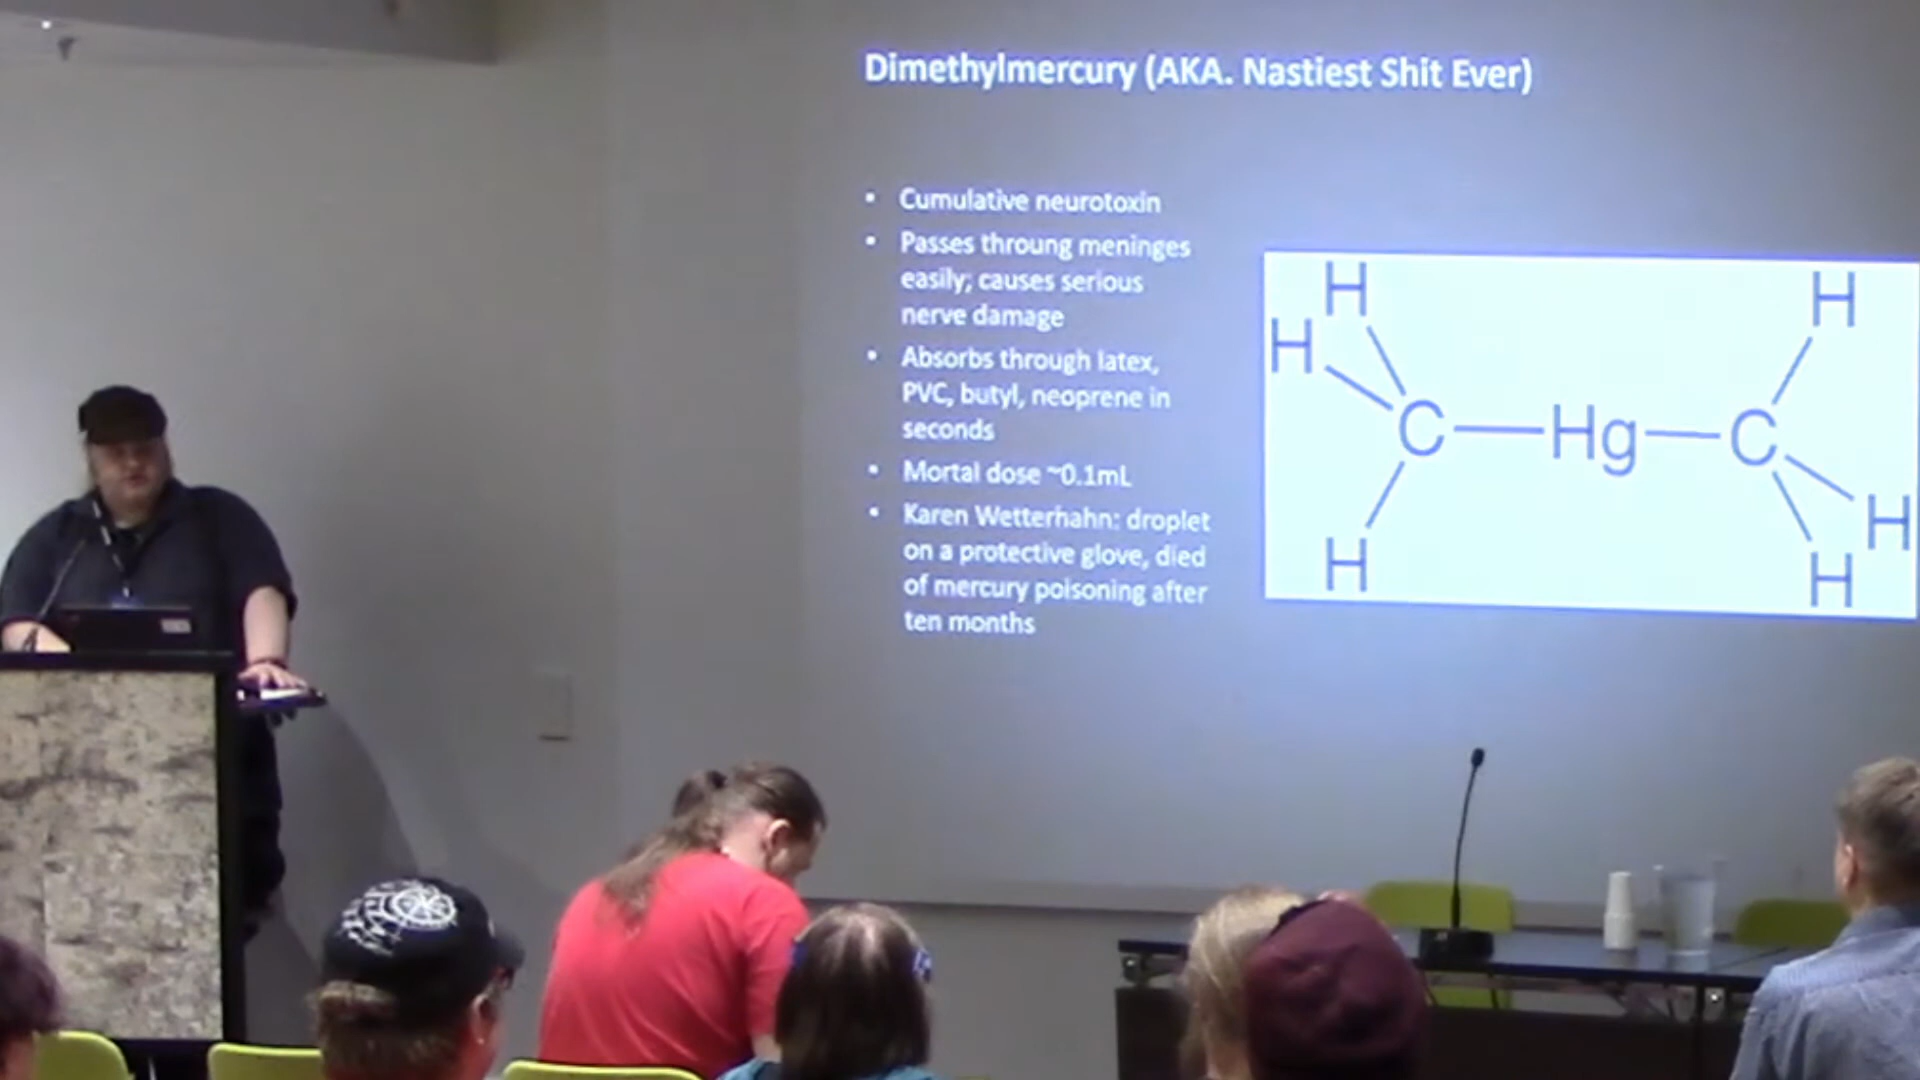 Dimethylmercury (AKA. Nastiest Shit Ever)
• Cumulative neurotoxin
• Passes throung meninges
easily; causes serious
nerve damage
• Absorbs through latex,
PVC, butyl, neoprene in
seconds
• Mortal dose ~0.1mL
• Karen Wetterhahn: droplet
on a protective glove, died
of mercury poisoning after
ten months
H H
H
C Hg C
H
H H